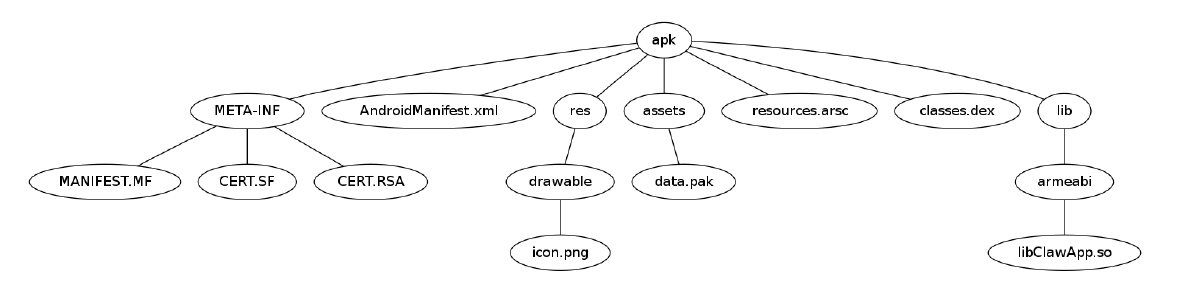 apk
META-INF
AndroidManifest.xml
res
assets
resources.arsc
classes.dex
lib
MANIFEST.MF
CERT.SF
CERT.RSA
drawable
data.pak
armeabi
icon.png
libClawApp.so